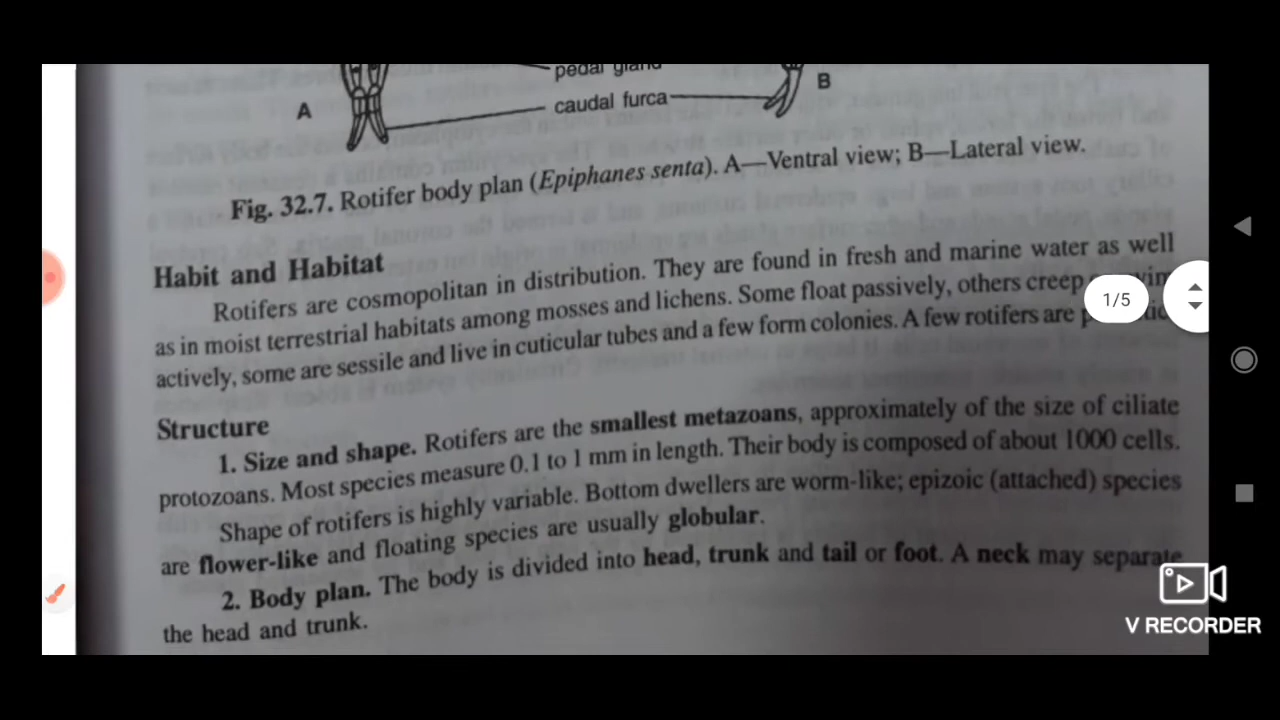 pedal gland
B
A
caudal furca
Fig. 32.7. Rotifer body plan (Epiphanes senta). A—Ventral view; B—Lateral view.
Habit and Habitat
Rotifers are cosmopolitan in distribution. They are found in fresh and marine water as well
as in moist terrestrial habitats among mosses and lichens. Some float passively, others creep
actively, some are sessile and live in cuticular tubes and a few form colonies. A few rotifers are
1/5
Structure
1. Size and shape. Rotifers are the smallest metazoans, approximately of the size of ciliate
protozoans. Most species measure 0.1 to 1 mm in length. Their body is composed of about 1000 cells.
Shape of rotifers is highly variable. Bottom dwellers are worm-like; epizoic (attached) species
are flower-like and floating species are usually globular.
2. Body plan. The body is divided into head, trunk and tail or foot. A neck may separate
the head and trunk.
V RECORDER